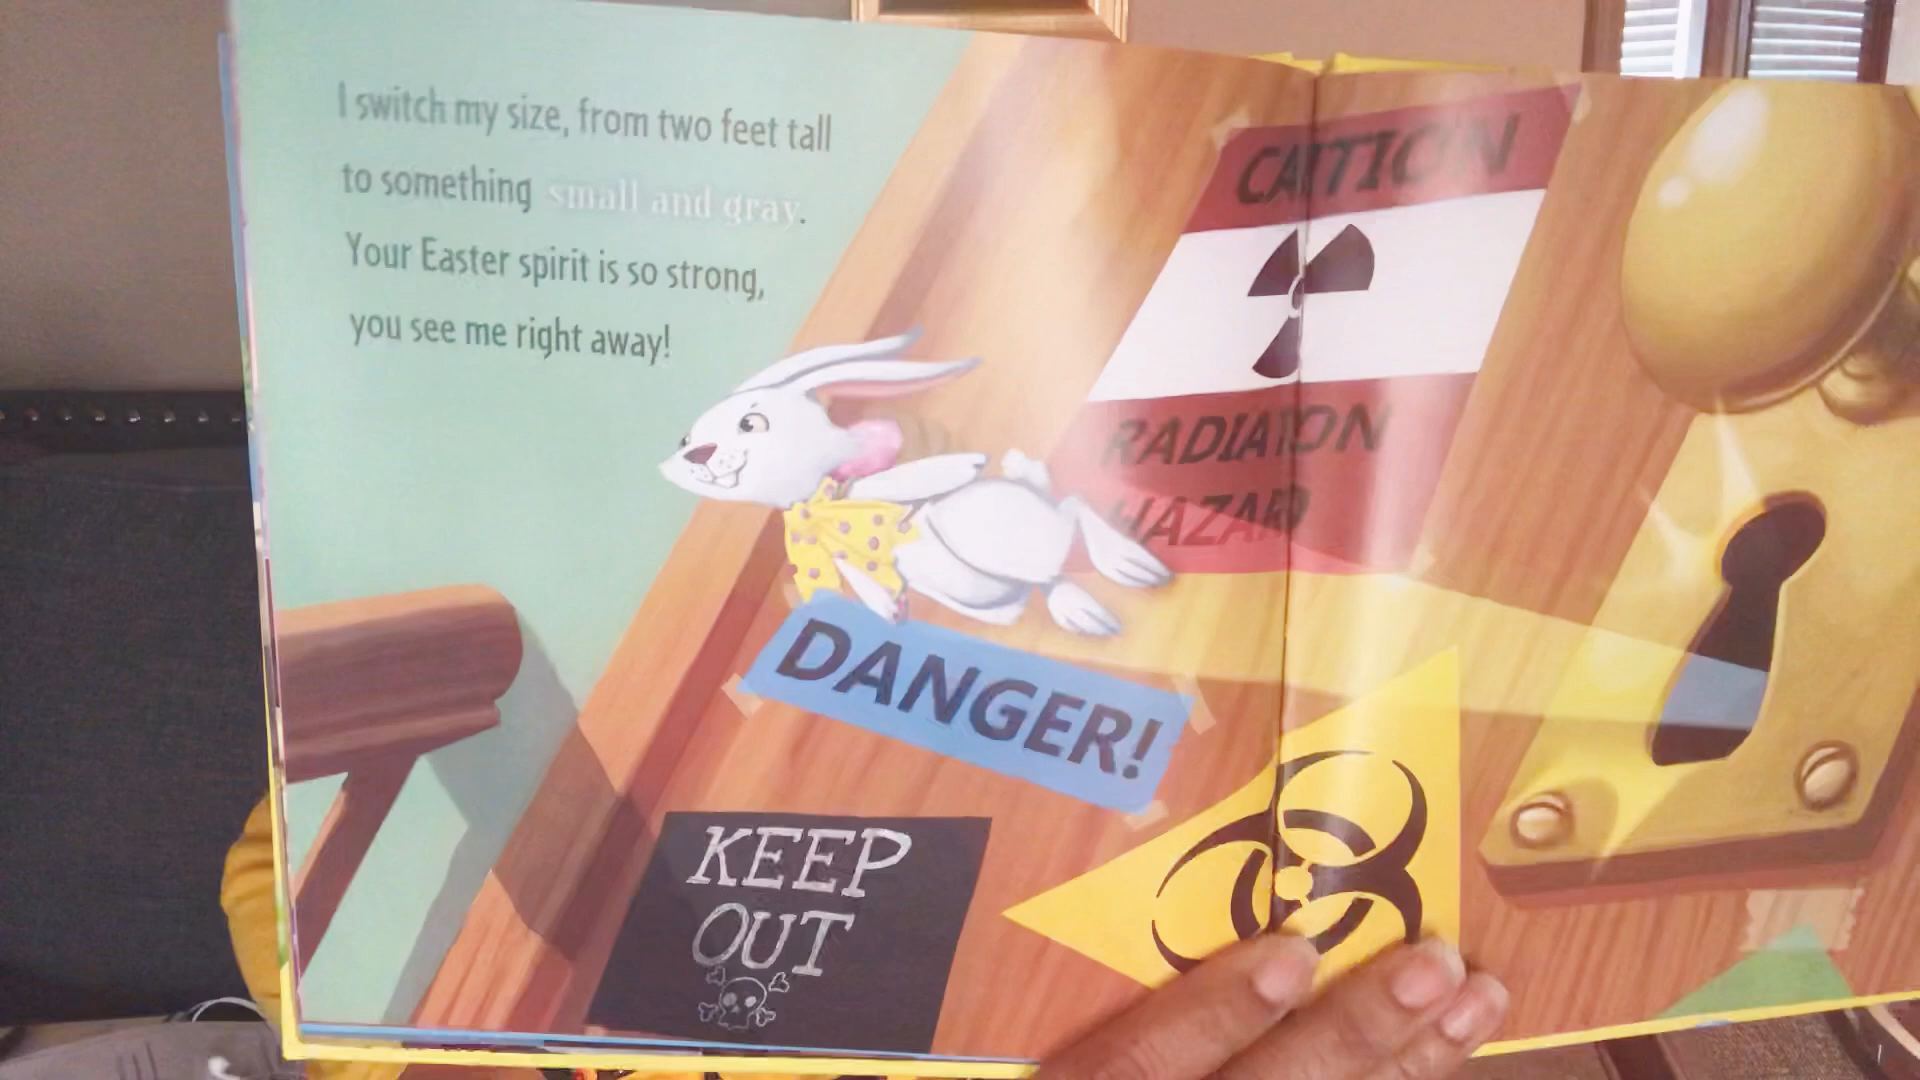 I switch my size, from two feet tall
to something small and gray.
Your Easter spirit is so strong,
you see me right away!
CAUTION
RADIATION
HAZARD
DANGER!
KEEP
OUT